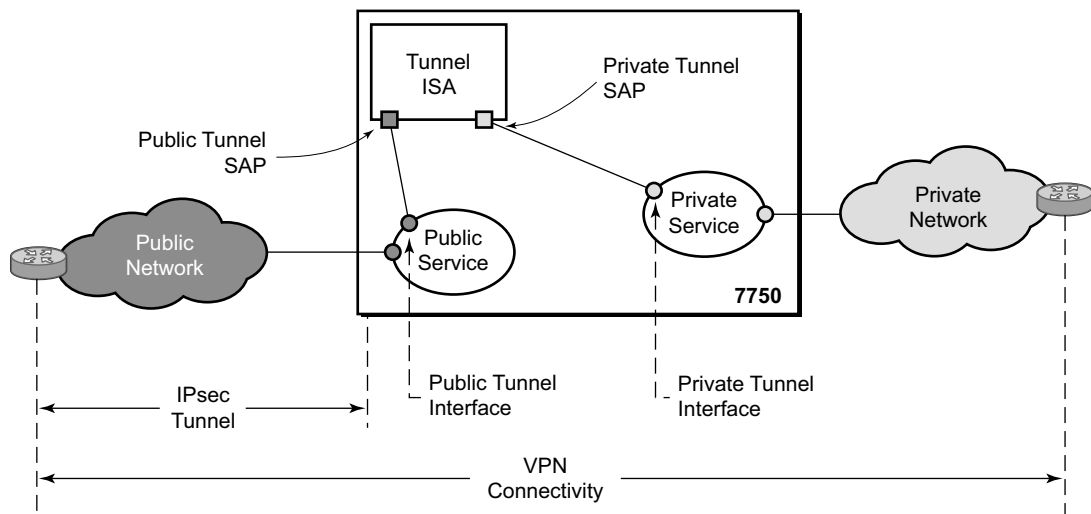 Tunnel
ISA
Private Tunnel
SAP
Public Tunnel
SAP
Public
Network
Public
Service
Private
Service
Private
Network
7750
Public Tunnel
Interface
Private Tunnel
Interface
IPsec
Tunnel
VPN
Connectivity